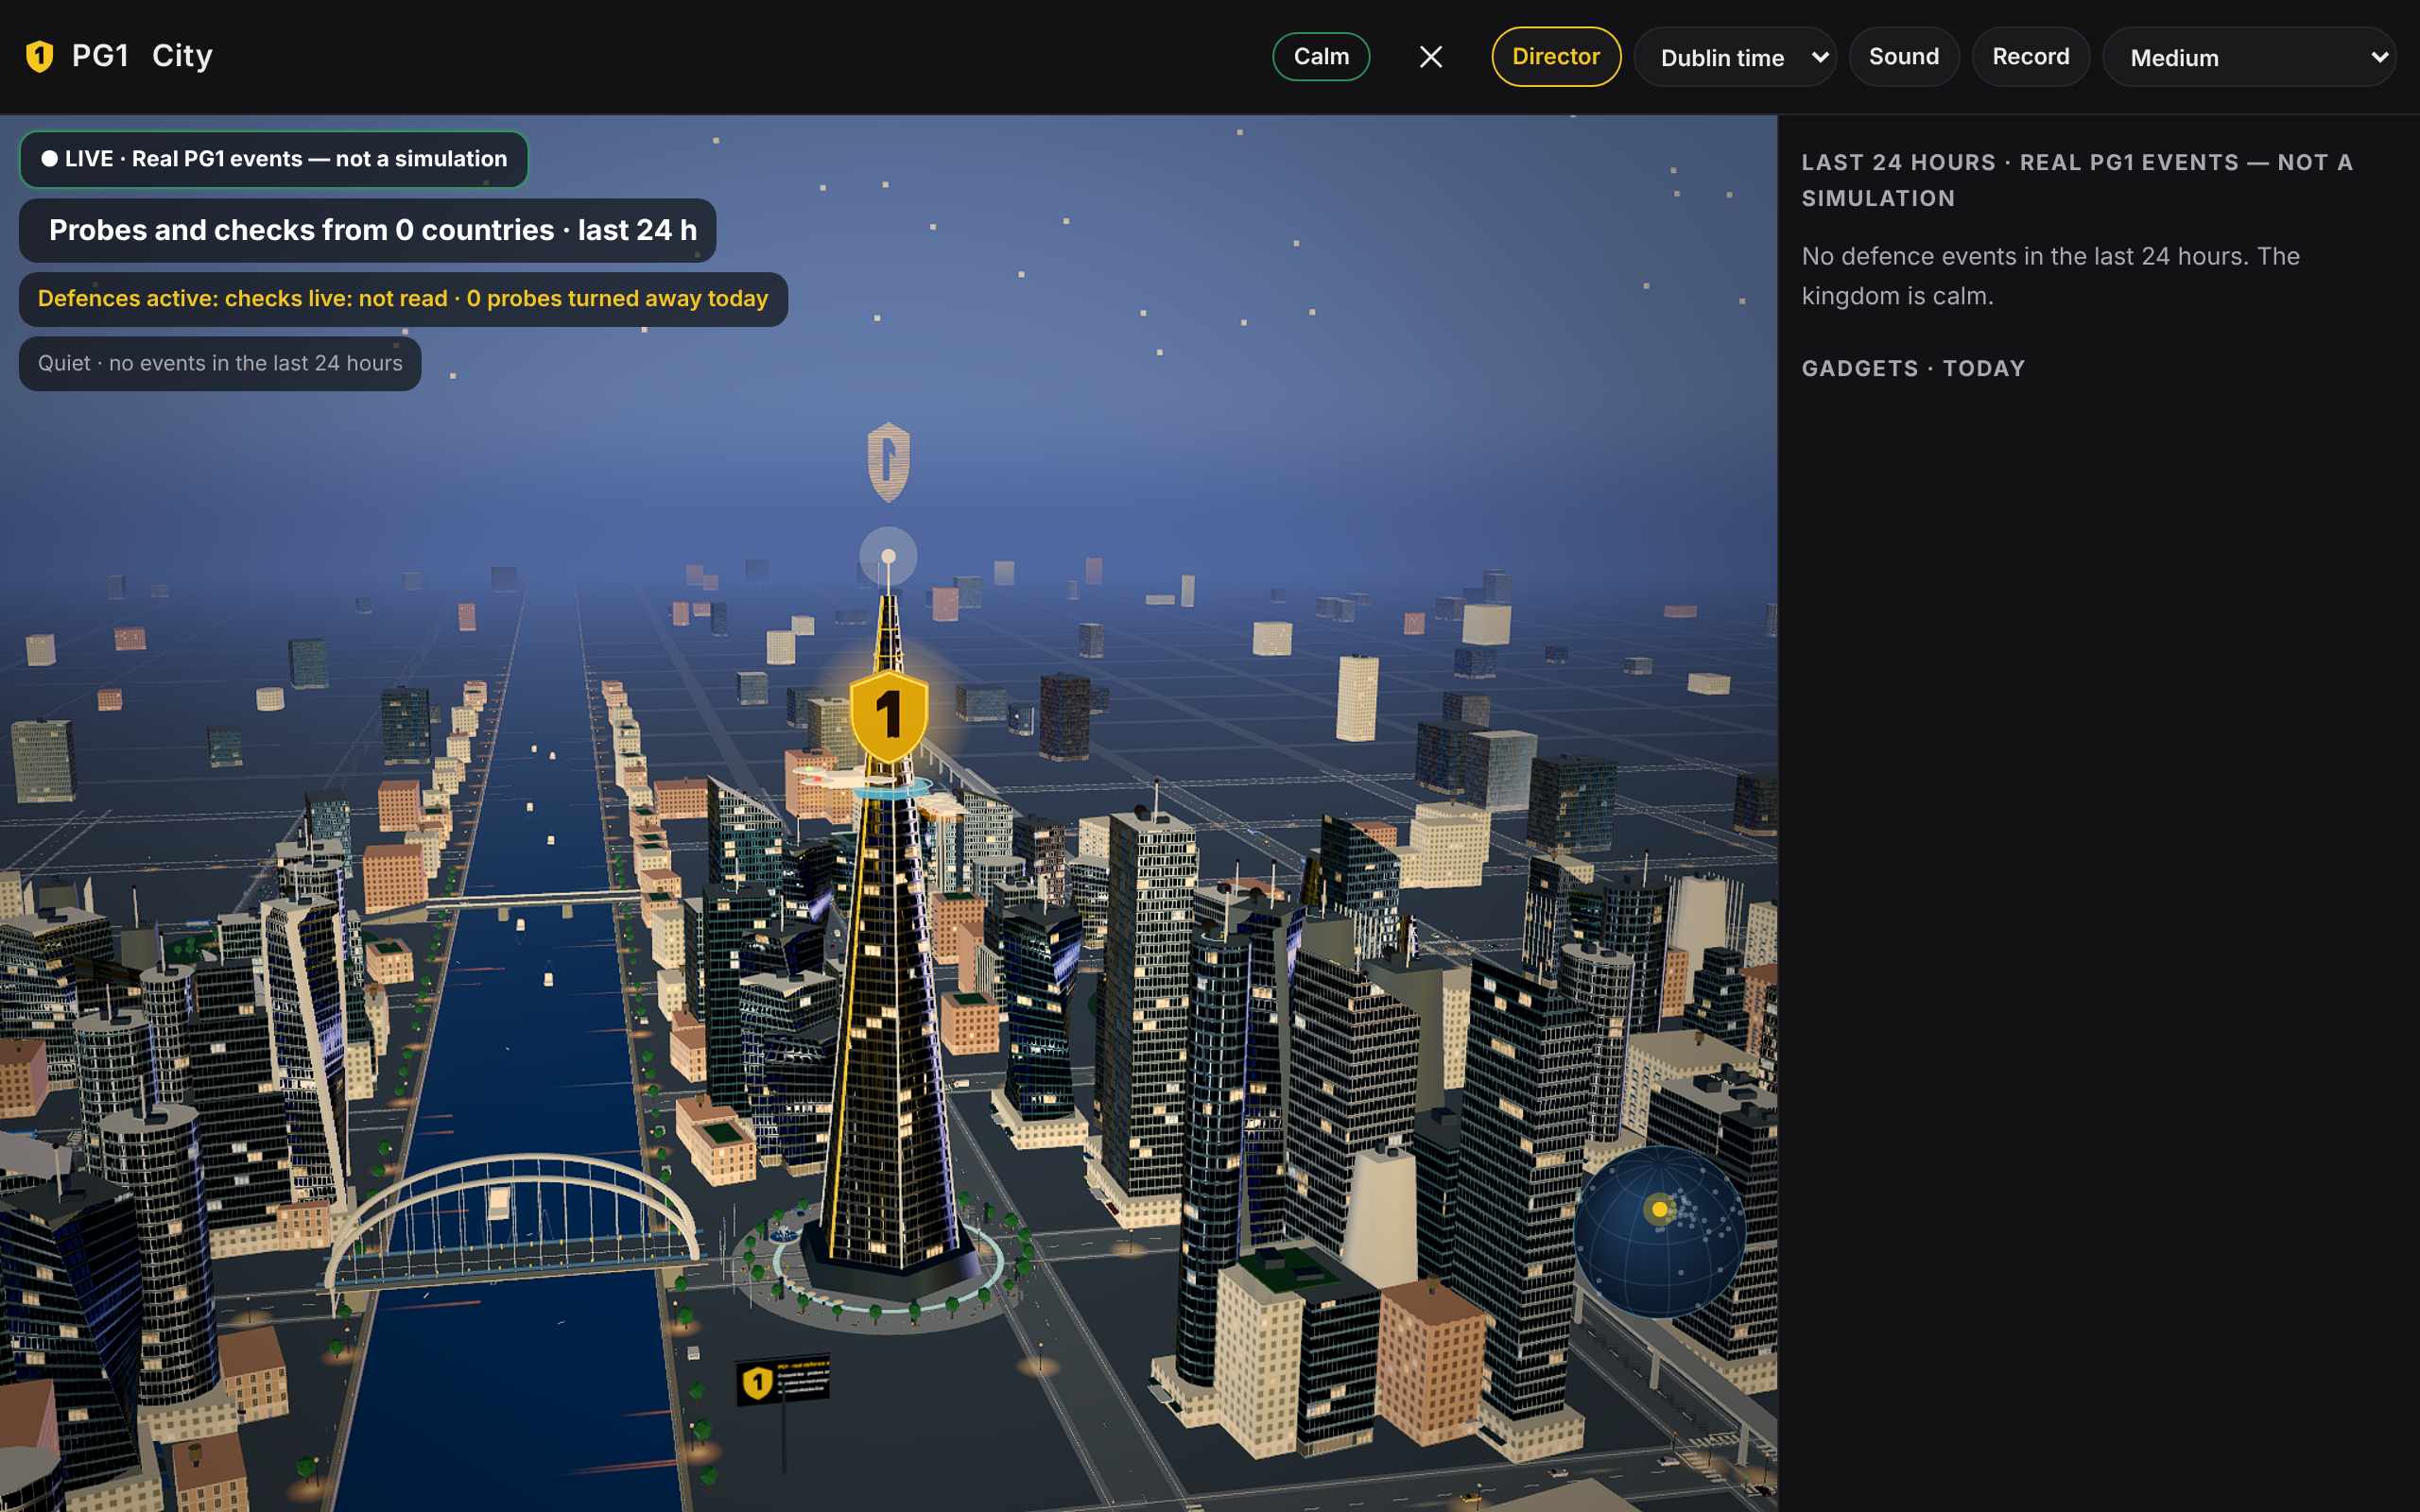 1 PG1 City
Calm
Director
Dublin time
Sound
Record
Medium
LIVE · Real PG1 events — not a simulation
Probes and checks from 0 countries · last 24 h
Defences active: checks live: not read · 0 probes turned away today
Quiet · no events in the last 24 hours
LAST 24 HOURS · REAL PG1 EVENTS — NOT A
SIMULATION
No defence events in the last 24 hours. The
kingdom is calm.
GADGETS · TODAY
1
1
1